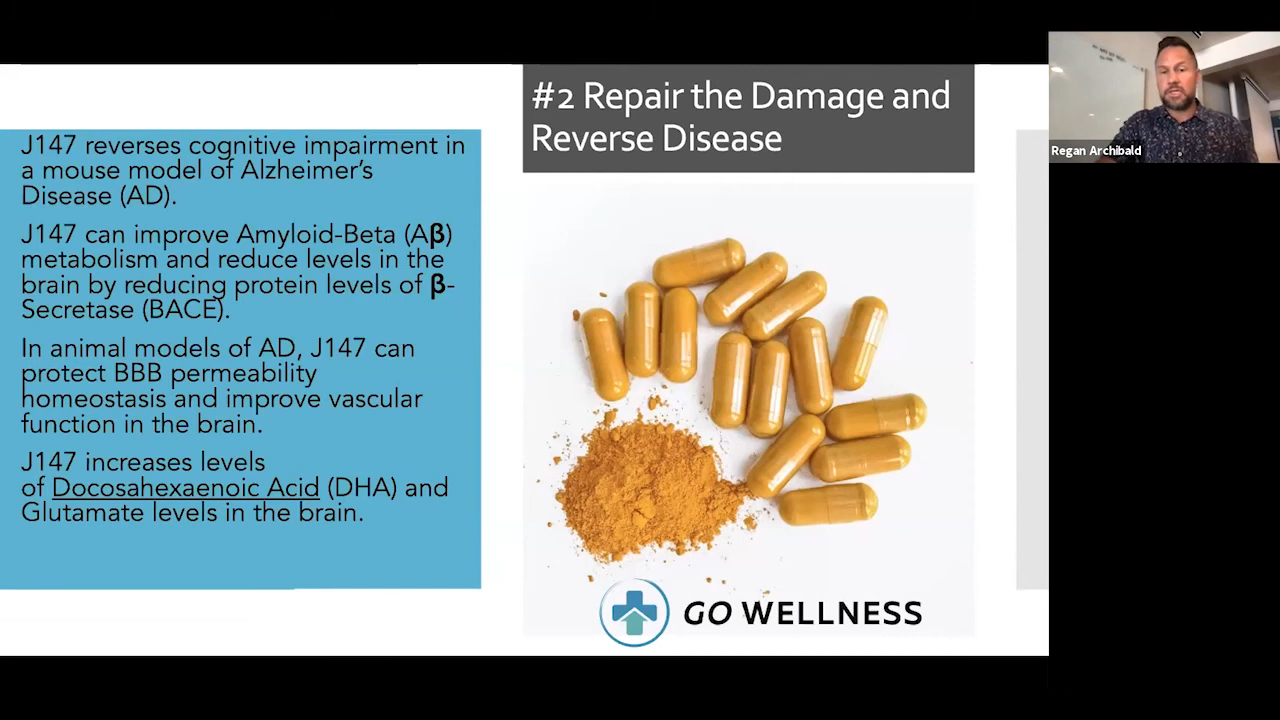 #2 Repair the Damage and
Reverse Disease
J147 reverses cognitive impairment in
a mouse model of Alzheimer’s
Disease (AD).
J147 can improve Amyloid-Beta (Aβ)
metabolism and reduce levels in the
brain by reducing protein levels of β-
Secretase (BACE).
In animal models of AD, J147 can
protect BBB permeability
homeostasis and improve vascular
function in the brain.
J147 increases levels
of Docosahexaenoic Acid (DHA) and
Glutamate levels in the brain.
GO WELLNESS
Regan Archibald